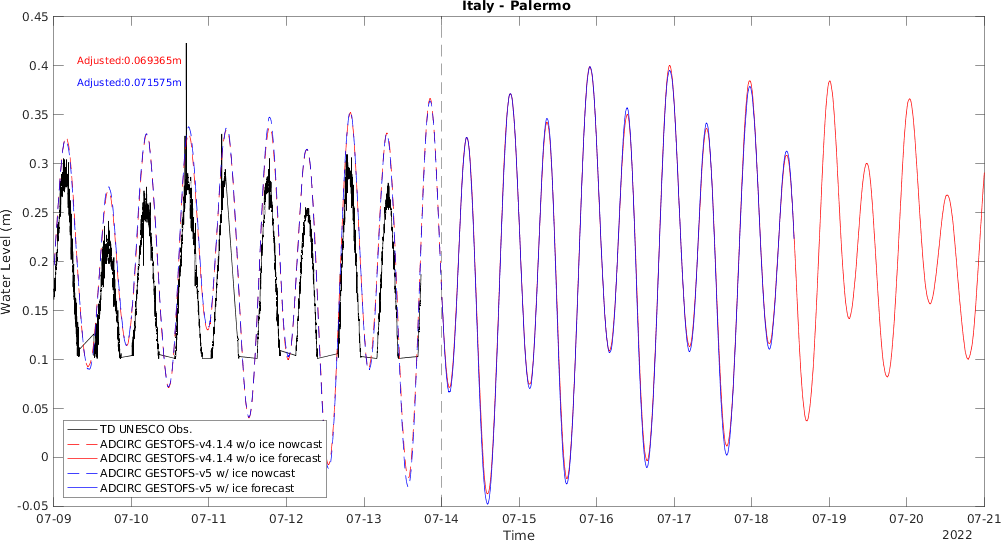 Italy - Palermo
0.45
0.4
0.35
0.3
0.25
0.2
0.15
0.1
0.05
0
-0.05
Water Level (m)
Adjusted:0.069365m
Adjusted:0.071575m
TD UNESCO Obs.
ADCIRC GESTOFS-v4.1.4 w/o ice nowcast
ADCIRC GESTOFS-v4.1.4 w/o ice forecast
ADCIRC GESTOFS-v5 w/ ice nowcast
ADCIRC GESTOFS-v5 w/ ice forecast
07-09 07-10 07-11 07-12 07-13 07-14 07-15 07-16 07-17 07-18 07-19 07-20 07-21
Time
2022